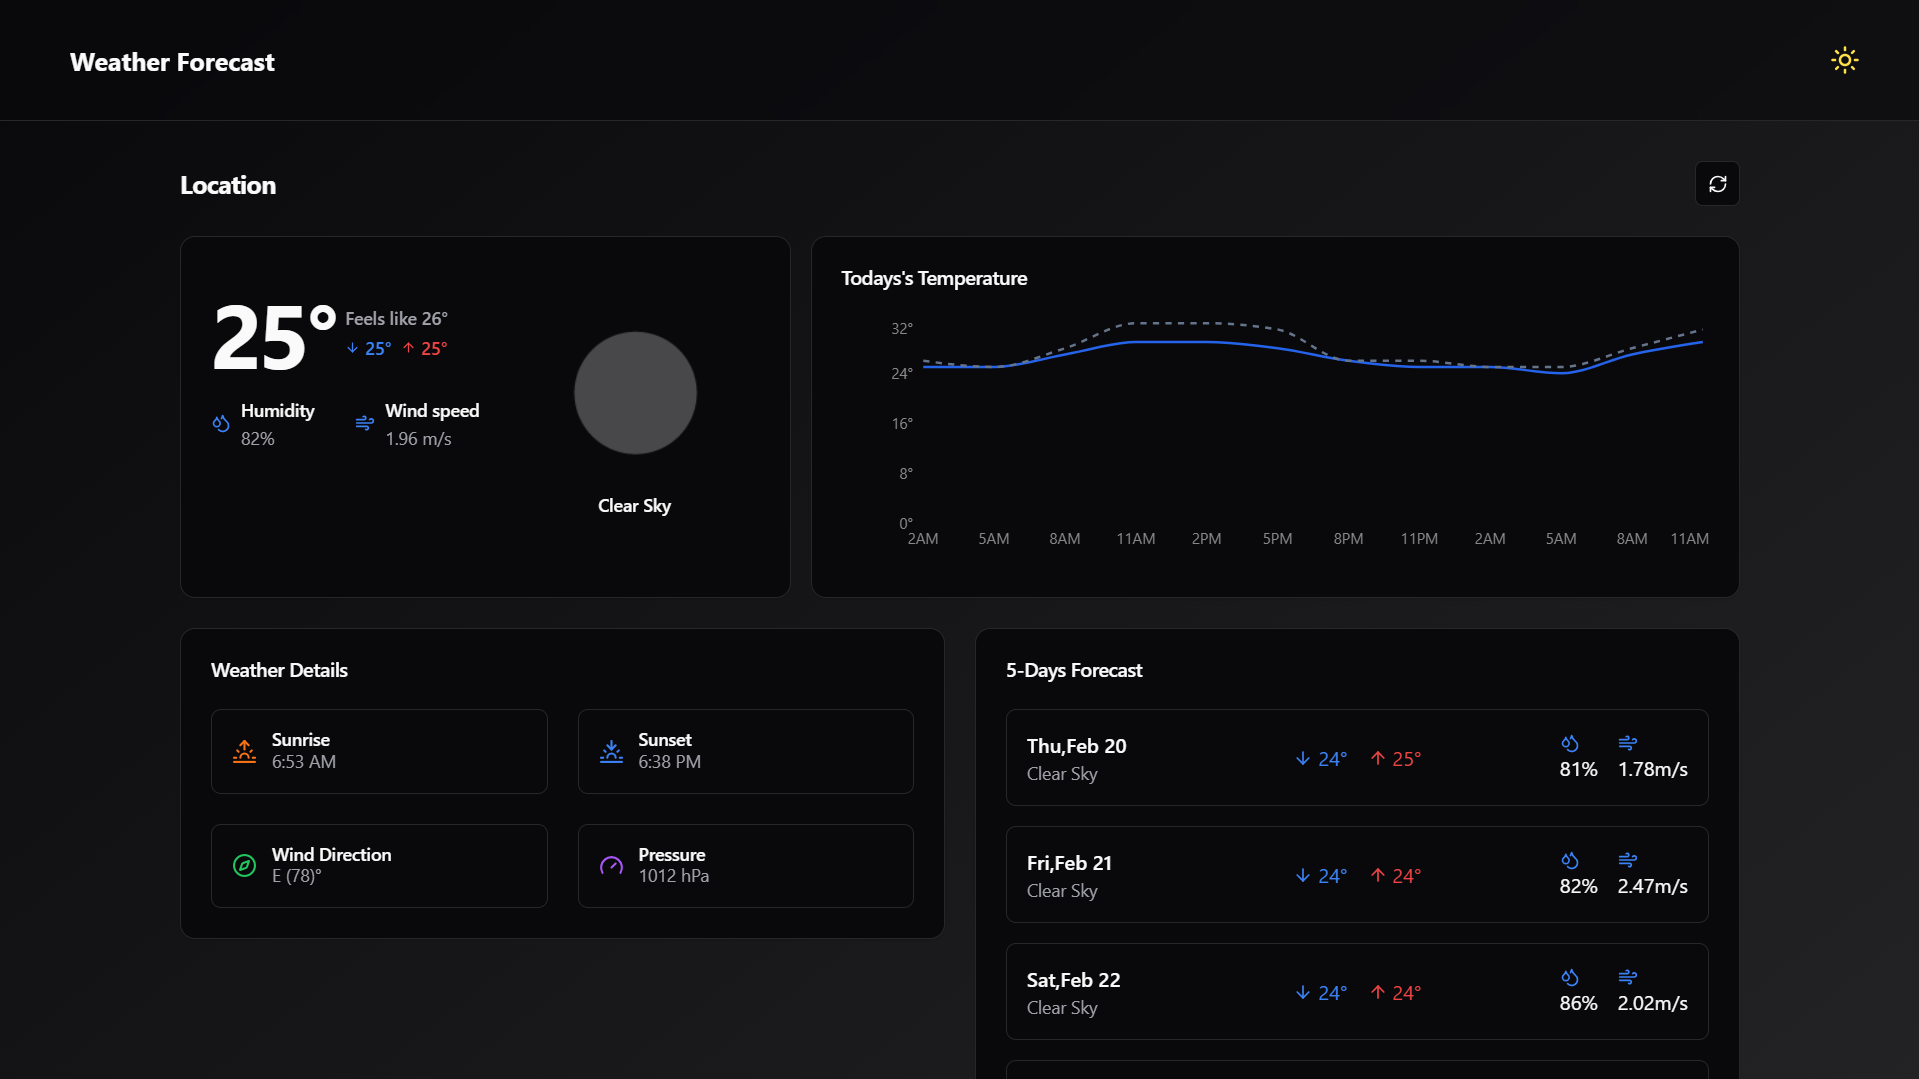 Weather Forecast
Location
25°
Feels like 26°
↓ 25° ↑ 25°
Humidity
82%
Wind speed
1.96 m/s
Clear Sky
Todays's Temperature
32°
24°
16°
8°
0°
2AM 5AM 8AM 11AM 2PM 5PM 8PM 11PM 2AM 5AM 8AM 11AM
Weather Details
Sunrise
6:53 AM
Sunset
6:38 PM
Wind Direction
E (78)°
Pressure
1012 hPa
5-Days Forecast
Thu,Feb 20
Clear Sky
↓ 24° ↑ 25°
81% 1.78m/s
Fri,Feb 21
Clear Sky
↓ 24° ↑ 24°
82% 2.47m/s
Sat,Feb 22
Clear Sky
↓ 24° ↑ 24°
86% 2.02m/s